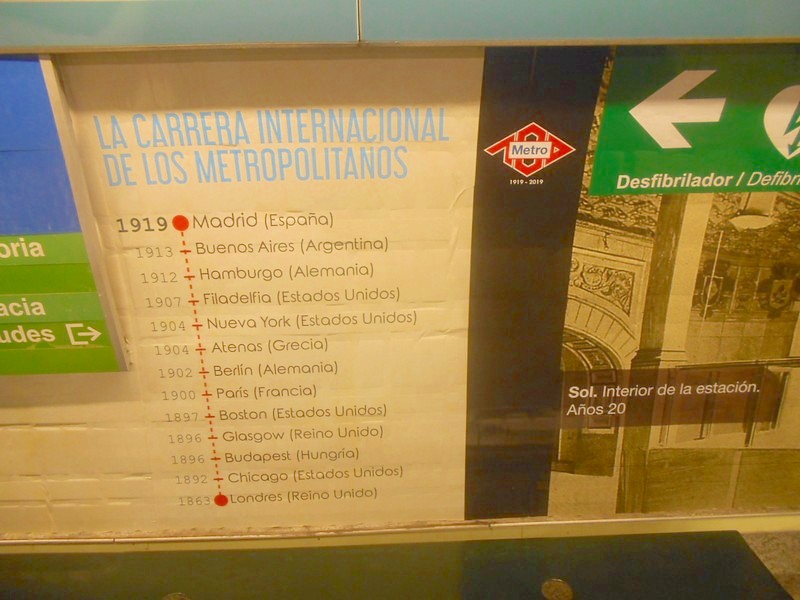 LA CARRERA INTERNACIONAL
DE LOS METROPOLITANOS
1919 Madrid (España)
1913 Buenos Aires (Argentina)
1912 Hamburgo (Alemania)
1907 Filadelfia (Estados Unidos)
1904 Nueva York (Estados Unidos)
1904 Atenas (Grecia)
1902 Berlín (Alemania)
1900 París (Francia)
1897 Boston (Estados Unidos)
1896 Glasgow (Reino Unido)
1896 Budapest (Hungría)
1892 Chicago (Estados Unidos)
1863 Londres (Reino Unido)
oria
acia
udes
Metro
1919 - 2019
Desfibrilador / Defibri
Sol. Interior de la estación.
Años 20